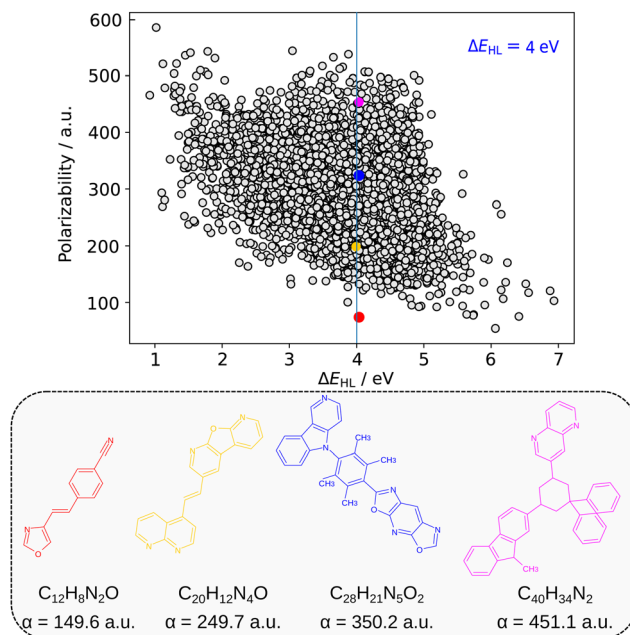 600
500
400
300
200
100
Polarizability / a.u.
ΔE_HL = 4 eV
1 2 3 4 5 6 7
ΔE_HL / eV
N
N
O
N
O
N
N
N
N
N
CH3
CH3
CH3
CH3
N
O
N
N
O
N
N
CH3
C₁₂H₈N₂O
C₂₀H₁₂N₄O
C₂₈H₂₁N₅O₂
C₄₀H₃₄N₂
α = 149.6 a.u.
α = 249.7 a.u.
α = 350.2 a.u.
α = 451.1 a.u.